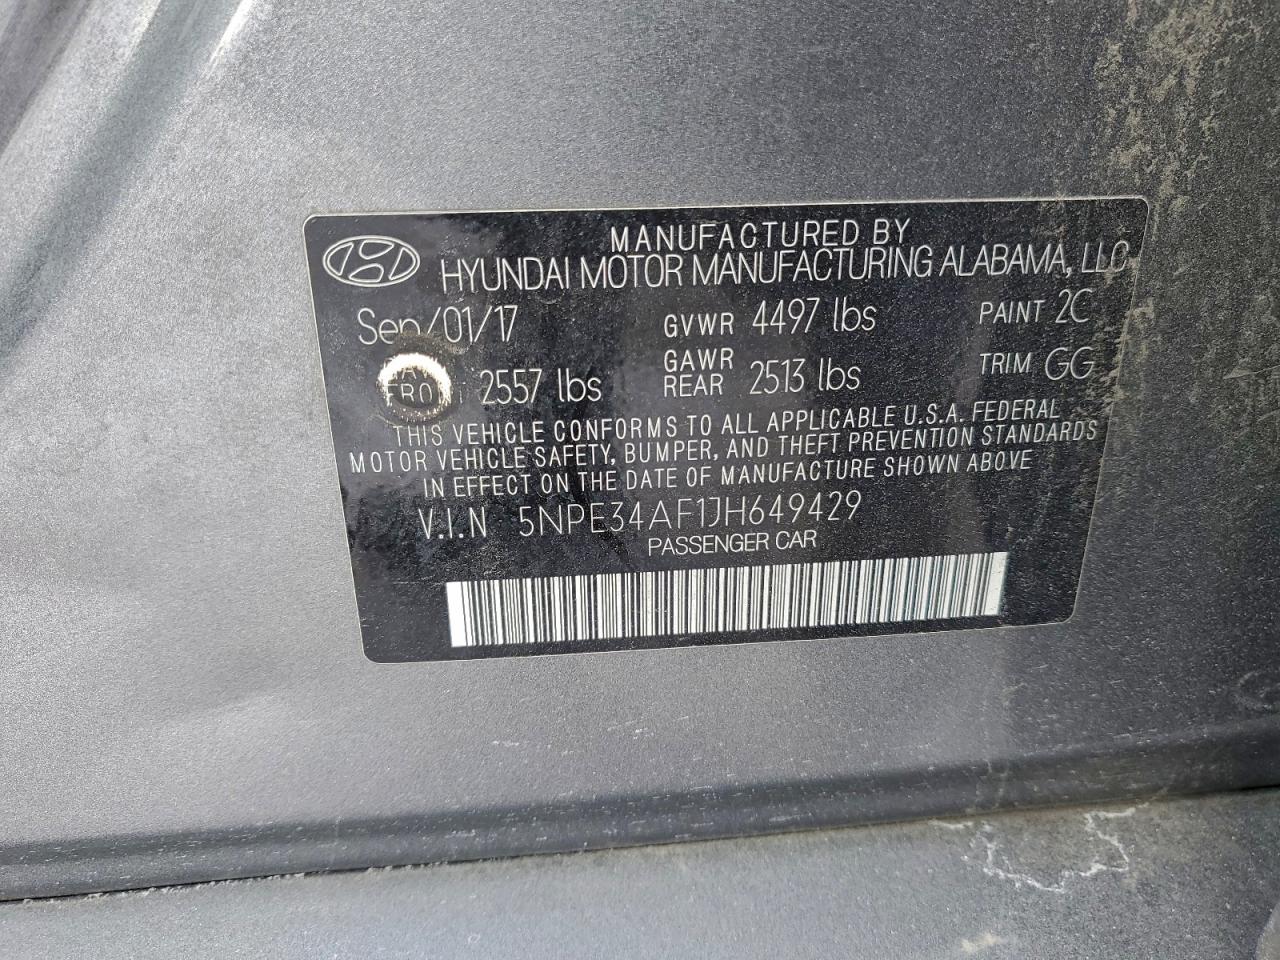 MANUFACTURED BY
HYUNDAI MOTOR MANUFACTURING ALABAMA, LLC
Sep/01/17 GVWR 4497 lbs PAINT 2C
FRONT 2557 lbs GAWR REAR 2513 lbs TRIM GG
THIS VEHICLE CONFORMS TO ALL APPLICABLE U.S.A. FEDERAL
MOTOR VEHICLE SAFETY, BUMPER, AND THEFT PREVENTION STANDARDS
IN EFFECT ON THE DATE OF MANUFACTURE SHOWN ABOVE
V.I.N 5NPE34AF1JH649429
PASSENGER CAR